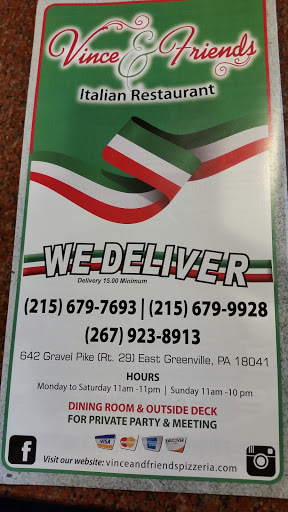 Vince & Friends
Italian Restaurant
WE DELIVER
Delivery 15.00 Minimum
(215) 679-7693 | (215) 679-9928
(267) 923-8913
642 Gravel Pike (Rt. 29) East Greenville, PA 18041
HOURS
Monday to Saturday 11am -11pm | Sunday 11am -10 pm
DINING ROOM & OUTSIDE DECK
FOR PRIVATE PARTY & MEETING
VISA DISCOVER
Visit our website: vinceandfriendspizzeria.com